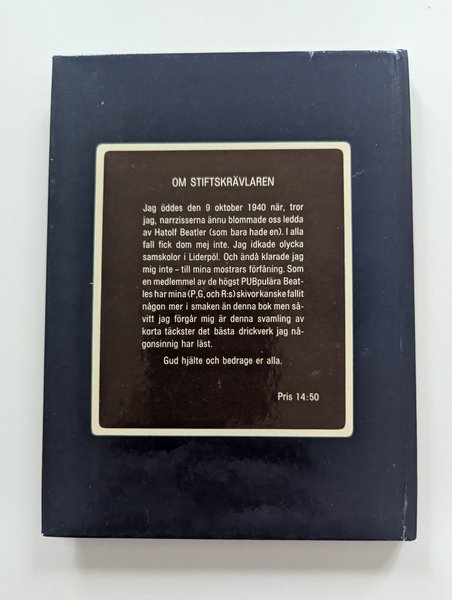 OM STIFTSKRÄVLAREN
Jag öddes den 9 oktober 1940 när, tror
jag, narrzisserna ännu blommade oss ledda
av Hatolf Beatler (som bara hade en). I alla
fall fick dom mej inte. Jag idkade olycka
samskolor i Liderpöl. Och ändå klarade jag
mig inte – till mina mostrars förfåning. Som
en medlemmel av de högst PUBpulära Beat-
les har mina (P,G, och R:s) skivor kanske fallit
någon mer i smaken än denna bok men så-
vitt jag förgår mig är denna svamling av
korta täckster det bästa drickverk jag nå-
gonsinnig har läst.
Gud hjälte och bedrage er alla.
Pris 14:50